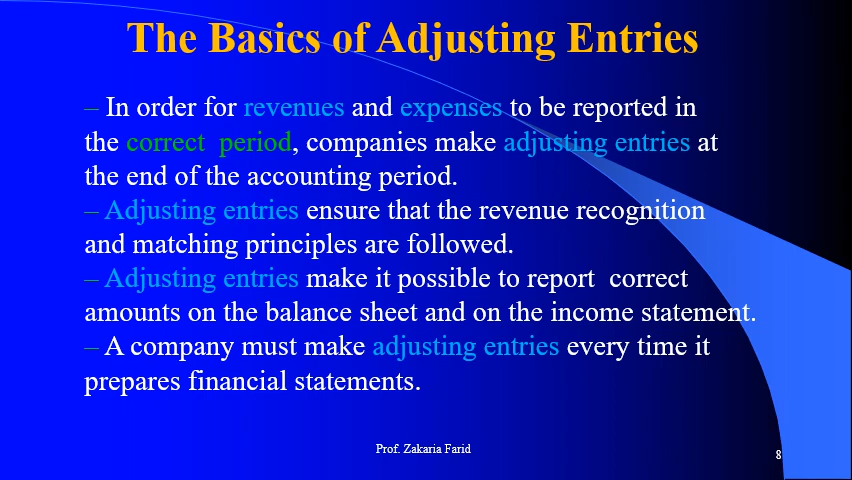 The Basics of Adjusting Entries
– In order for revenues and expenses to be reported in
the correct period, companies make adjusting entries at
the end of the accounting period.
– Adjusting entries ensure that the revenue recognition
and matching principles are followed.
– Adjusting entries make it possible to report correct
amounts on the balance sheet and on the income statement.
– A company must make adjusting entries every time it
prepares financial statements.
Prof. Zakaria Farid
8